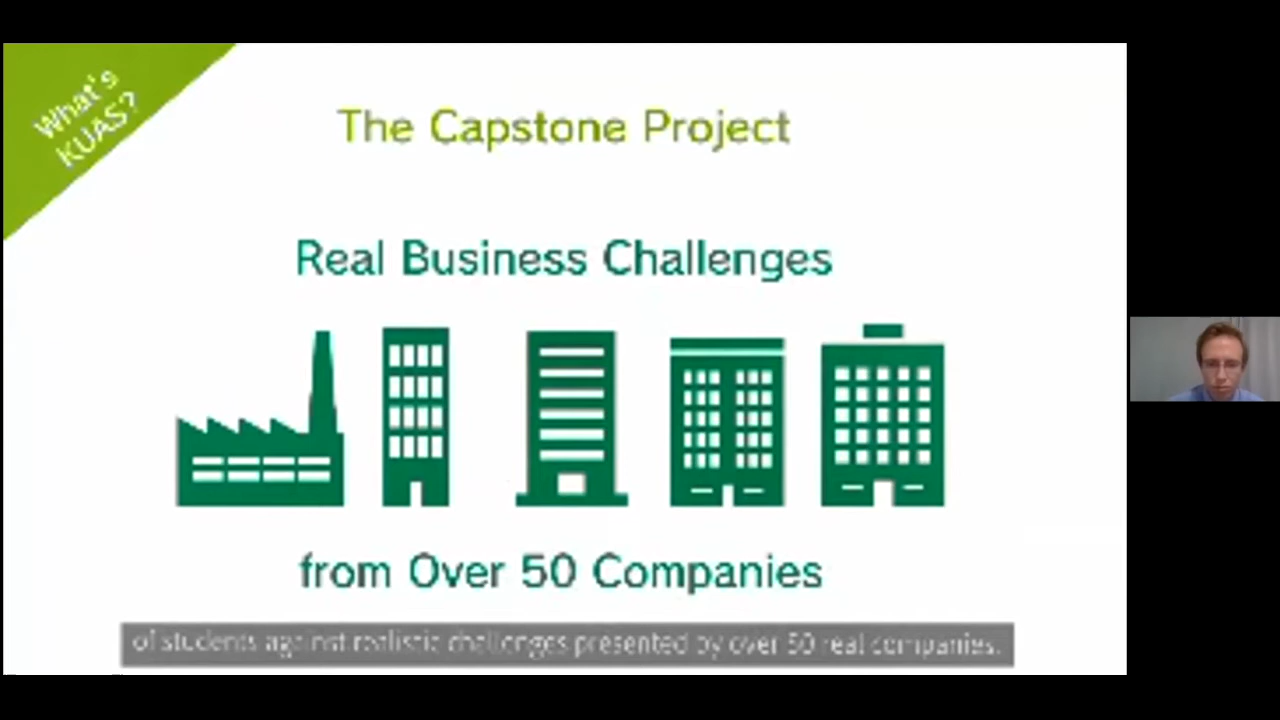 What's
KUAS?
The Capstone Project
Real Business Challenges
from Over 50 Companies
of students against realistic challenges presented by over 50 real companies.